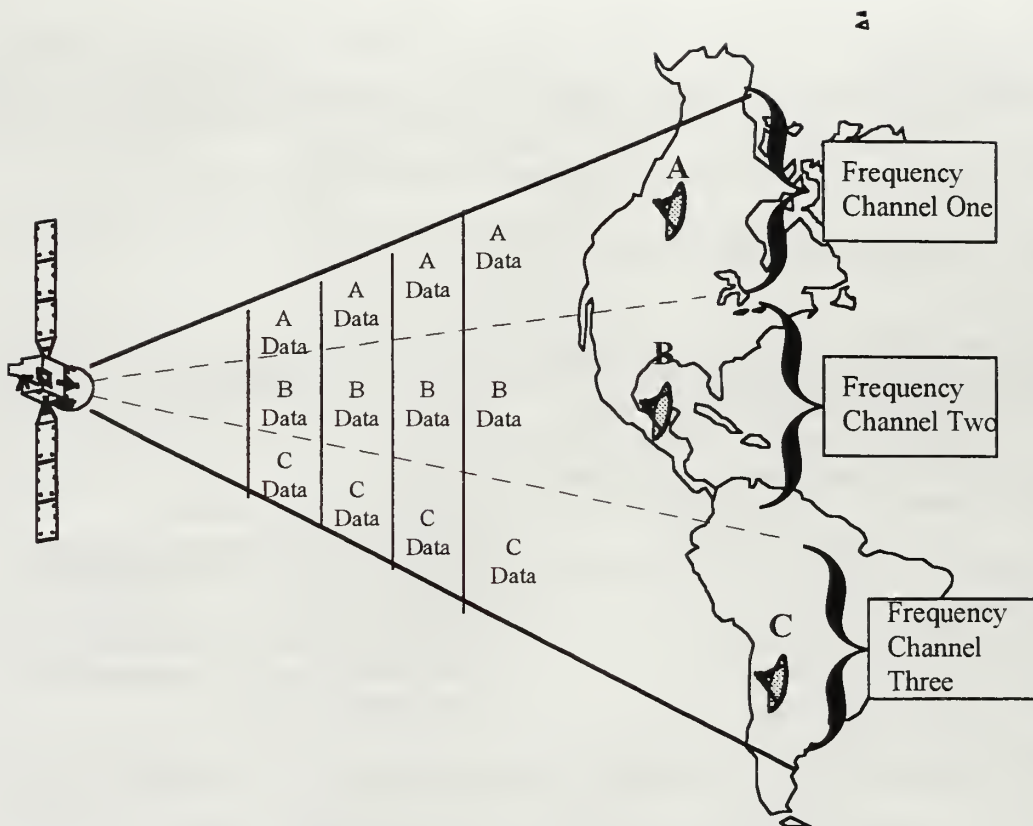 A
Frequency
Channel One
A
Data
A
Data
A
Data
A
Data
B
Frequency
Channel Two
B
Data
B
Data
B
Data
B
Data
C
Data
C
Data
C
Data
C
Data
C
Frequency
Channel
Three